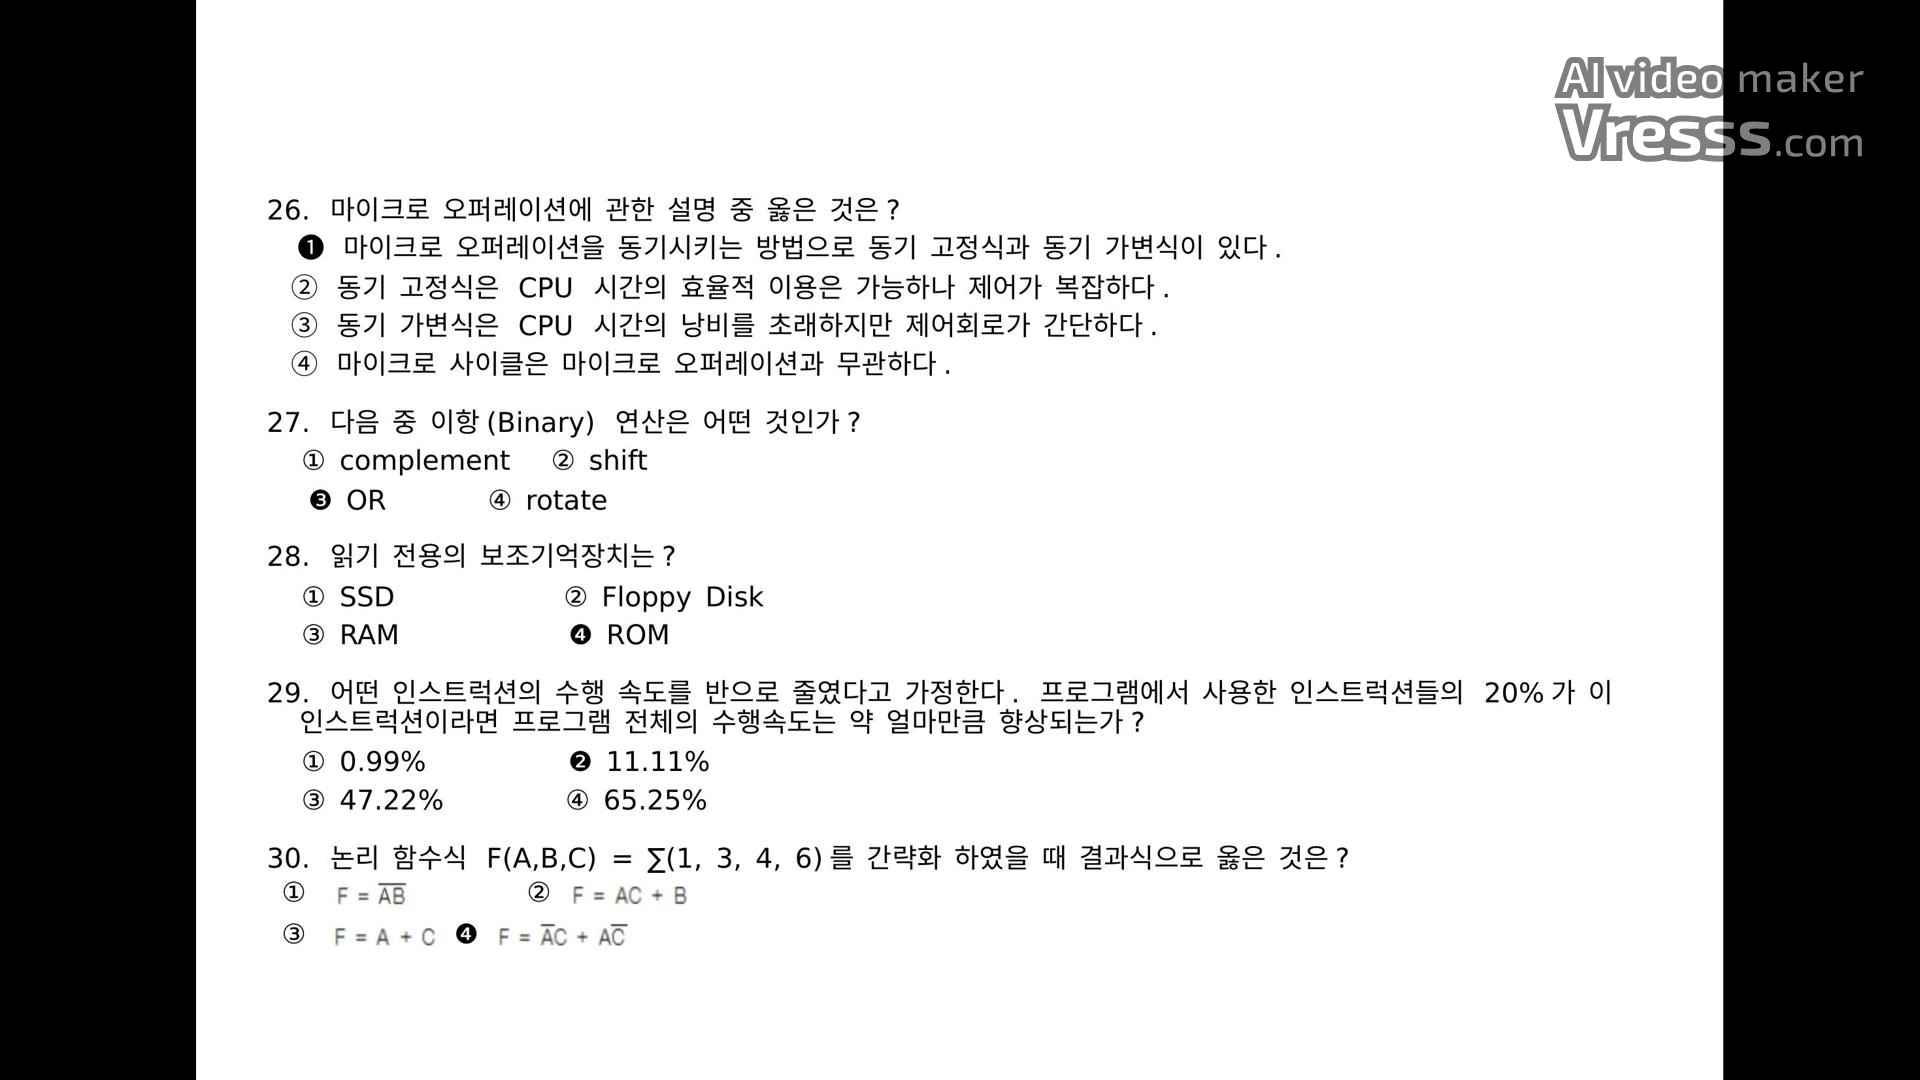 AI video maker
Vresss.com
26. 마이크로 오퍼레이션에 관한 설명 중 옳은 것은?
❶ 마이크로 오퍼레이션을 동기시키는 방법으로 동기 고정식과 동기 가변식이 있다.
② 동기 고정식은 CPU 시간의 효율적 이용은 가능하나 제어가 복잡하다.
③ 동기 가변식은 CPU 시간의 낭비를 초래하지만 제어회로가 간단하다.
④ 마이크로 사이클은 마이크로 오퍼레이션과 무관하다.
27. 다음 중 이항(Binary) 연산은 어떤 것인가?
① complement ② shift
❸ OR ④ rotate
28. 읽기 전용의 보조기억장치는?
① SSD ② Floppy Disk
③ RAM ❹ ROM
29. 어떤 인스트럭션의 수행 속도를 반으로 줄였다고 가정한다. 프로그램에서 사용한 인스트럭션들의 20%가 이
인스트럭션이라면 프로그램 전체의 수행속도는 약 얼마만큼 향상되는가?
① 0.99% ❷ 11.11%
③ 47.22% ④ 65.25%
30. 논리 함수식 F(A,B,C) = ∑(1, 3, 4, 6)를 간략화 하였을 때 결과식으로 옳은 것은?
① F = A̅B̅ ② F = AC + B
③ F = A + C ❹ F = A̅C + AC̅